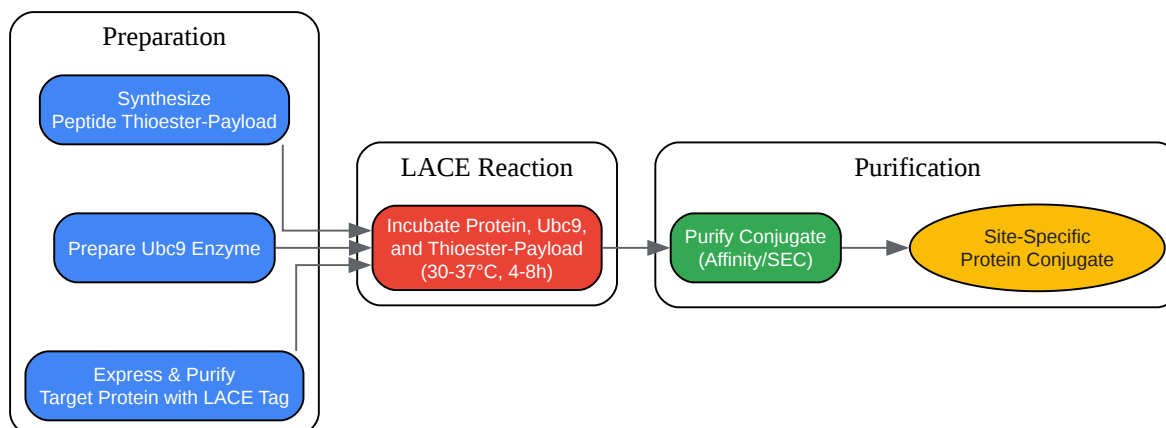 Preparation
Synthesize
Peptide Thioester-Payload
Prepare Ubc9 Enzyme
Express & Purify
Target Protein with LACE Tag
LACE Reaction
Incubate Protein, Ubc9,
and Thioester-Payload
(30-37°C, 4-8h)
Purification
Purify Conjugate
(Affinity/SEC)
Site-Specific
Protein Conjugate